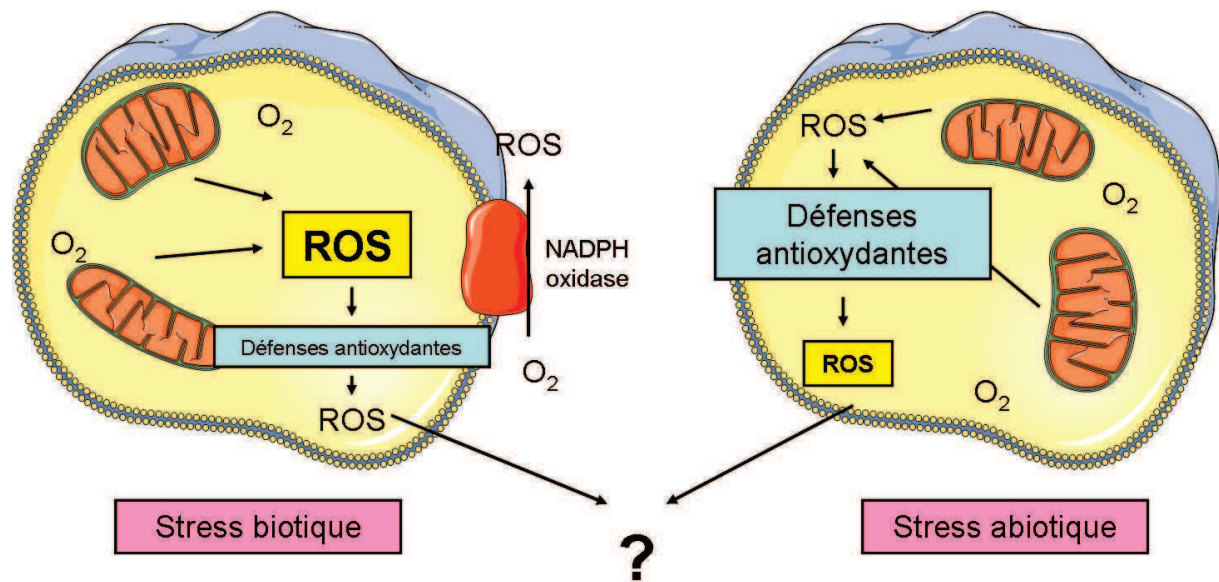 O2
ROS
O2
ROS
NADPH
oxidase
Défenses antioxydantes
O2
ROS
Stress biotique
ROS
O2
Défenses
antioxydantes
ROS
O2
Stress abiotique
?